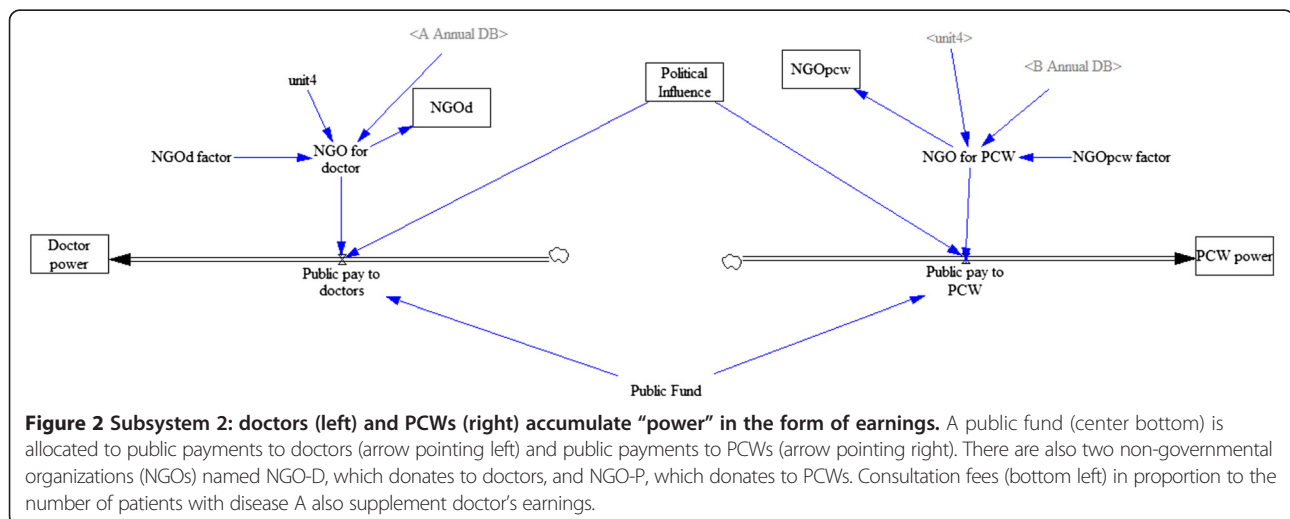 <A Annual DB>
<unit4>
unit4
Political
Influence
NGOpcw
<B Annual DB>
NGOd
NGOd factor
NGO for
doctor
NGO for PCW
NGOpcw factor
Doctor
power
Public pay to
doctors
Public pay to
PCW
PCW power
Public Fund
Figure 2 Subsystem 2: doctors (left) and PCWs (right) accumulate “power” in the form of earnings. A public fund (center bottom) is
allocated to public payments to doctors (arrow pointing left) and public payments to PCWs (arrow pointing right). There are also two non-governmental
organizations (NGOs) named NGO-D, which donates to doctors, and NGO-P, which donates to PCWs. Consultation fees (bottom left) in proportion to the
number of patients with disease A also supplement doctor’s earnings.